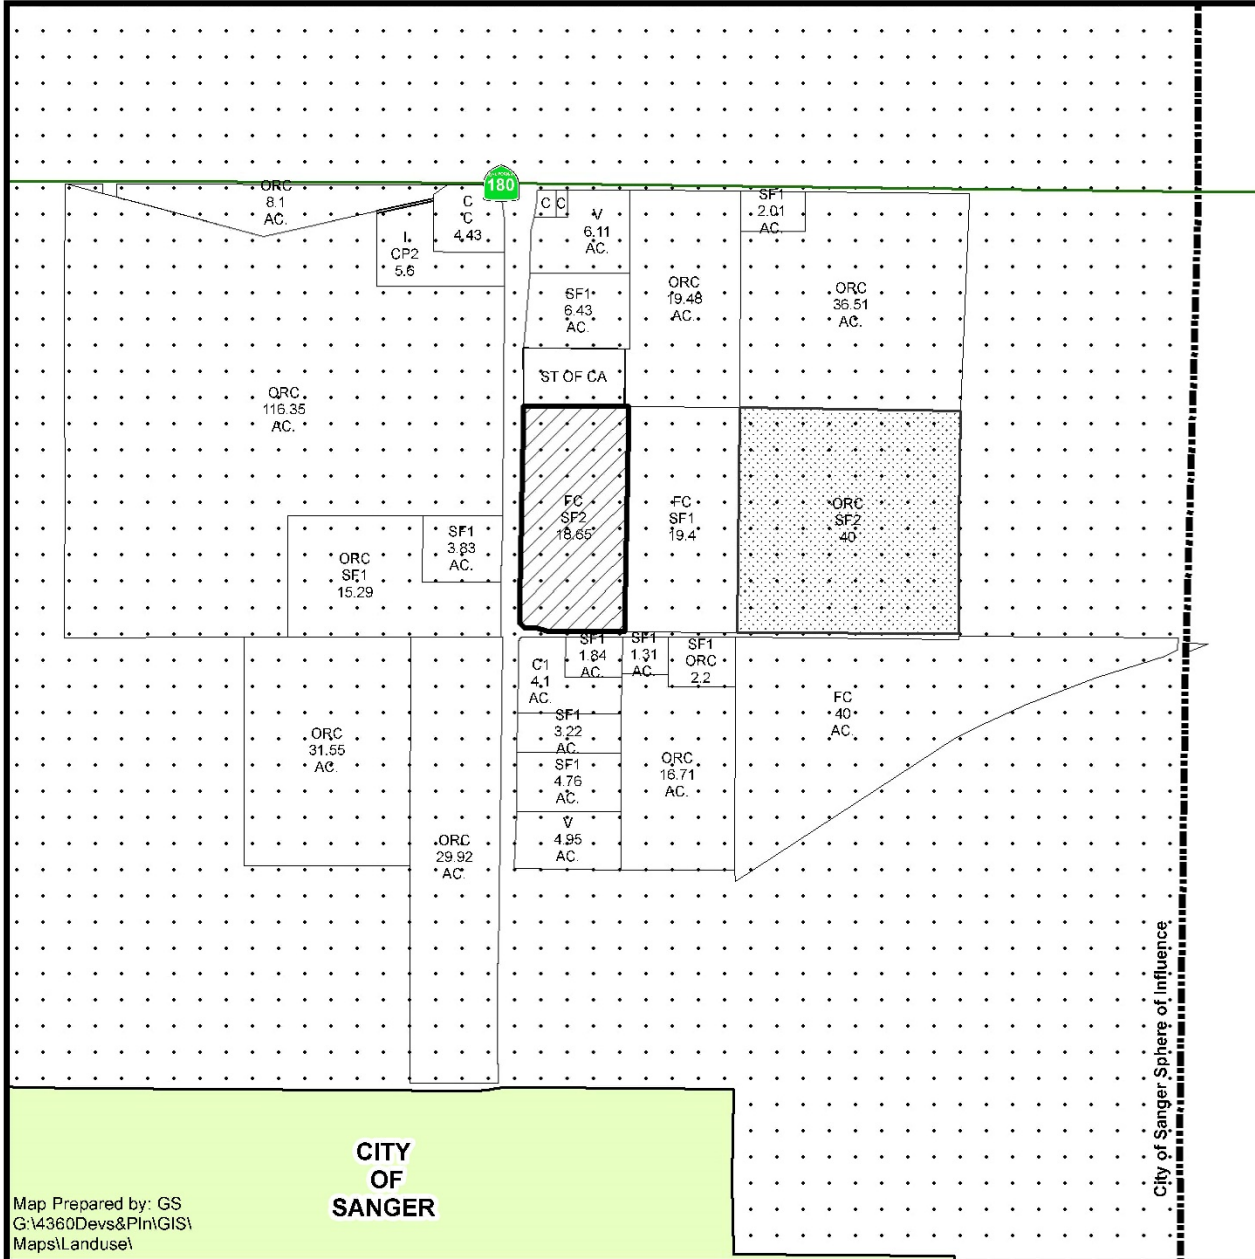 180
ORC
8.1
AC.
C
C
4.43
I
CP2
5.6
C
C
V
6.11
AC.
SF1
2.01
AC.
ORC
19.48
AC.
ORC
36.51
AC.
SF1
6.43
AC.
ST OF CA
ORC
116.35
AC.
FC
SF2
18.65
FC
SF1
19.4
ORC
SF2
40
SF1
3.83
AC.
ORC
SF1
15.29
SF1
1.84
AC.
SF1
1.31
AC.
SF1
ORC
2.2
C1
4.1
AC.
FC
40
AC.
SF1
3.22
AC.
ORC
31.55
AC.
SF1
4.76
AC.
ORC
16.71
AC.
V
4.95
AC.
ORC
29.92
AC.
City of Sanger Sphere of Influence
CITY
OF
SANGER
Map Prepared by: GS
G:\4360Devs&Pln\GIS\
Maps\Landuse\